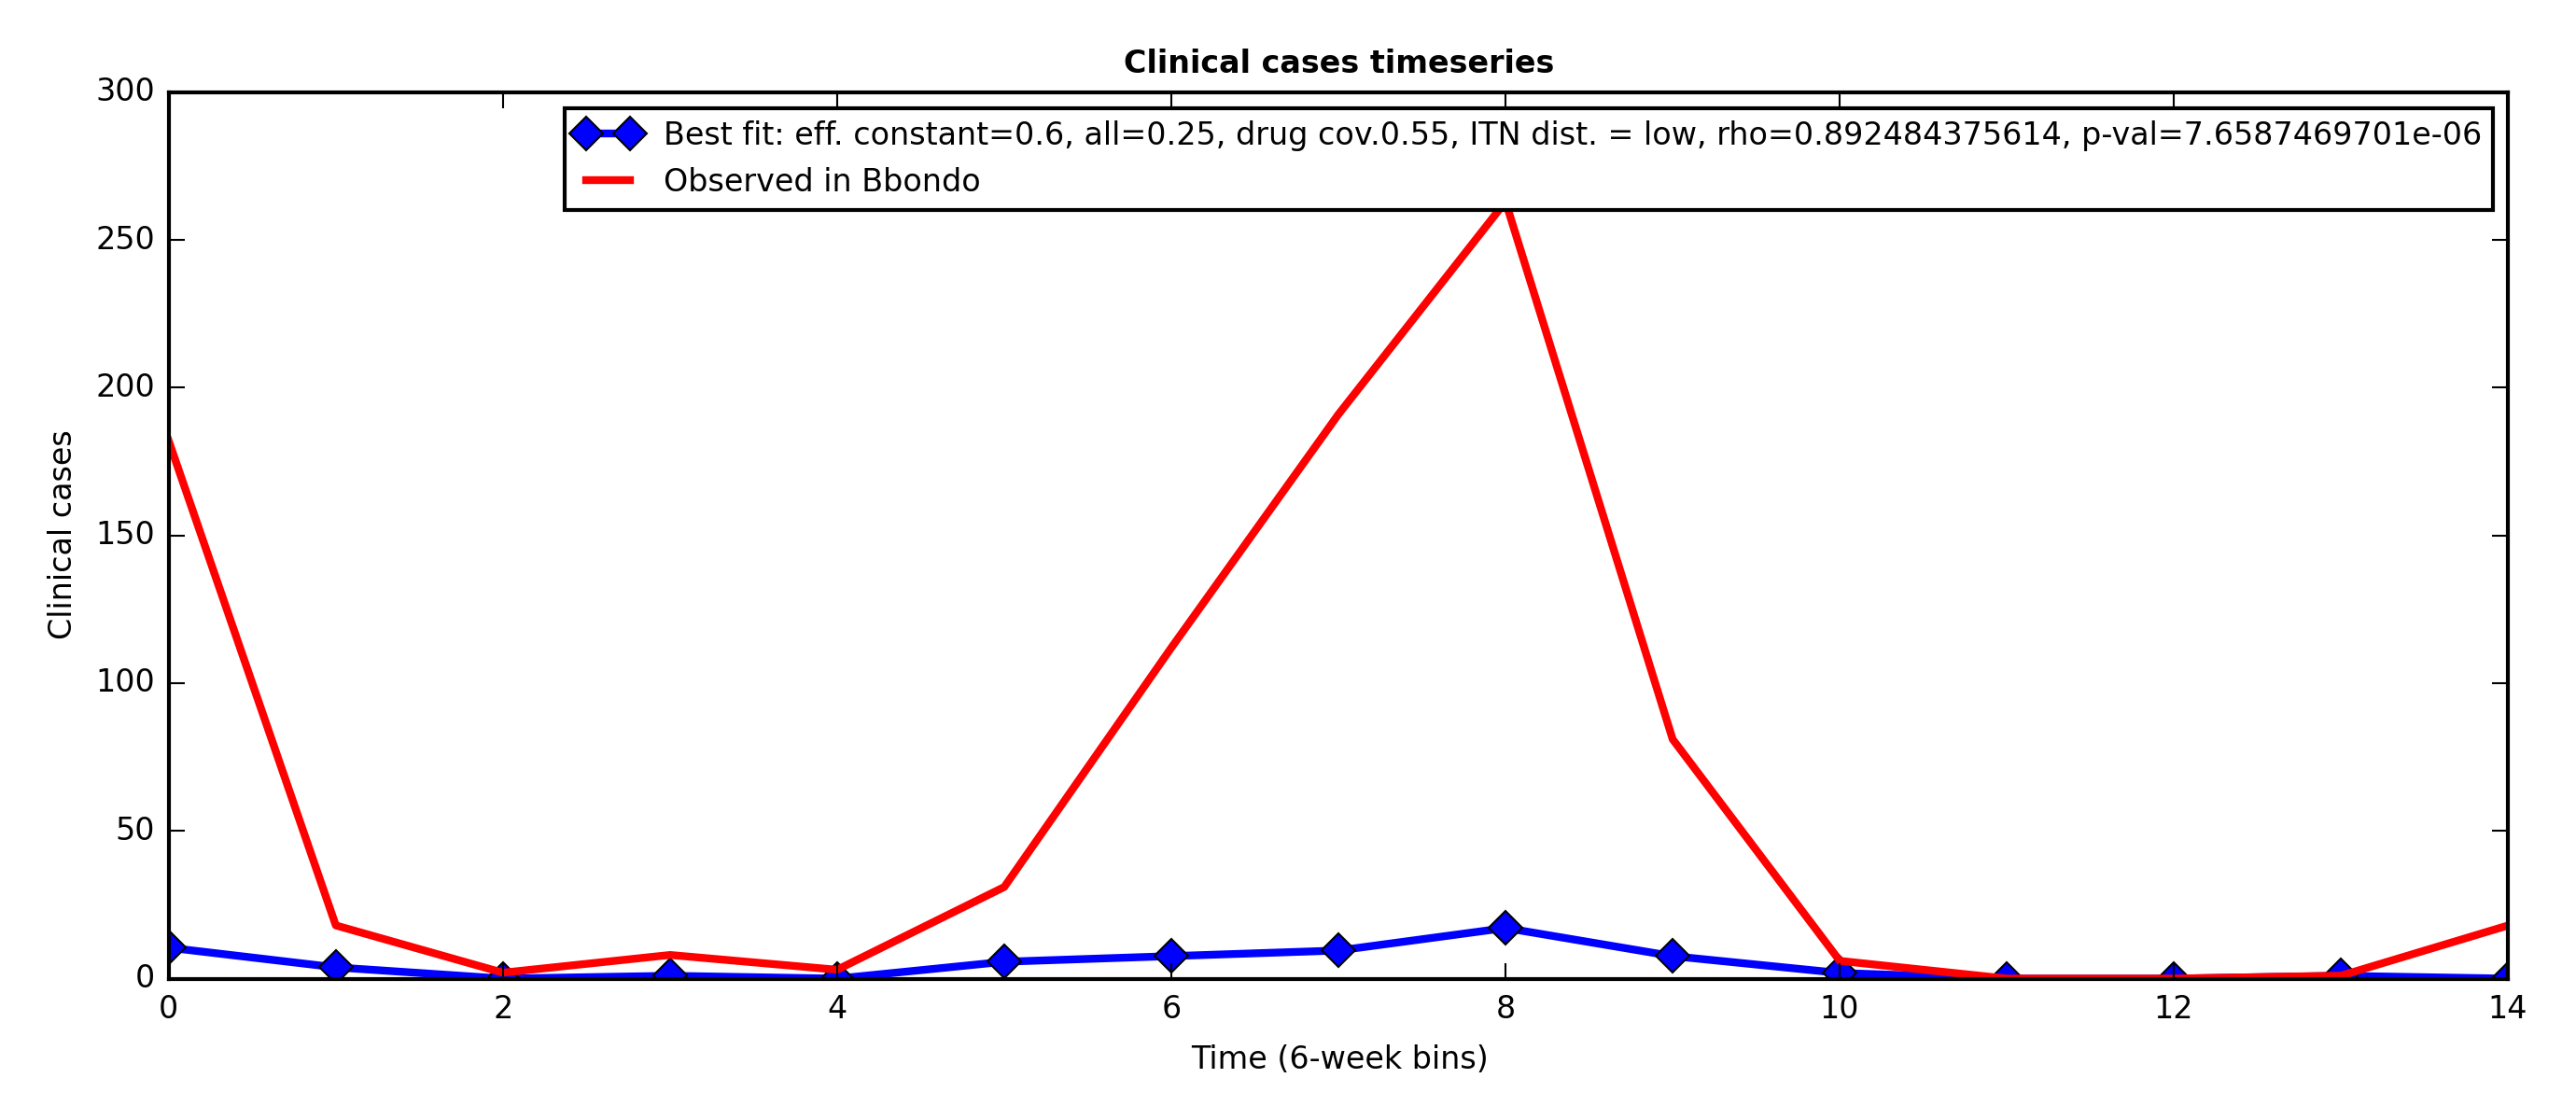 Clinical cases timeseries
300
250
200
150
100
50
0
Clinical cases
Best fit: eff. constant=0.6, all=0.25, drug cov.0.55, ITN dist. = low, rho=0.892484375614, p-val=7.6587469701e-06
Observed in Bbondo
0 2 4 6 8 10 12 14
Time (6-week bins)